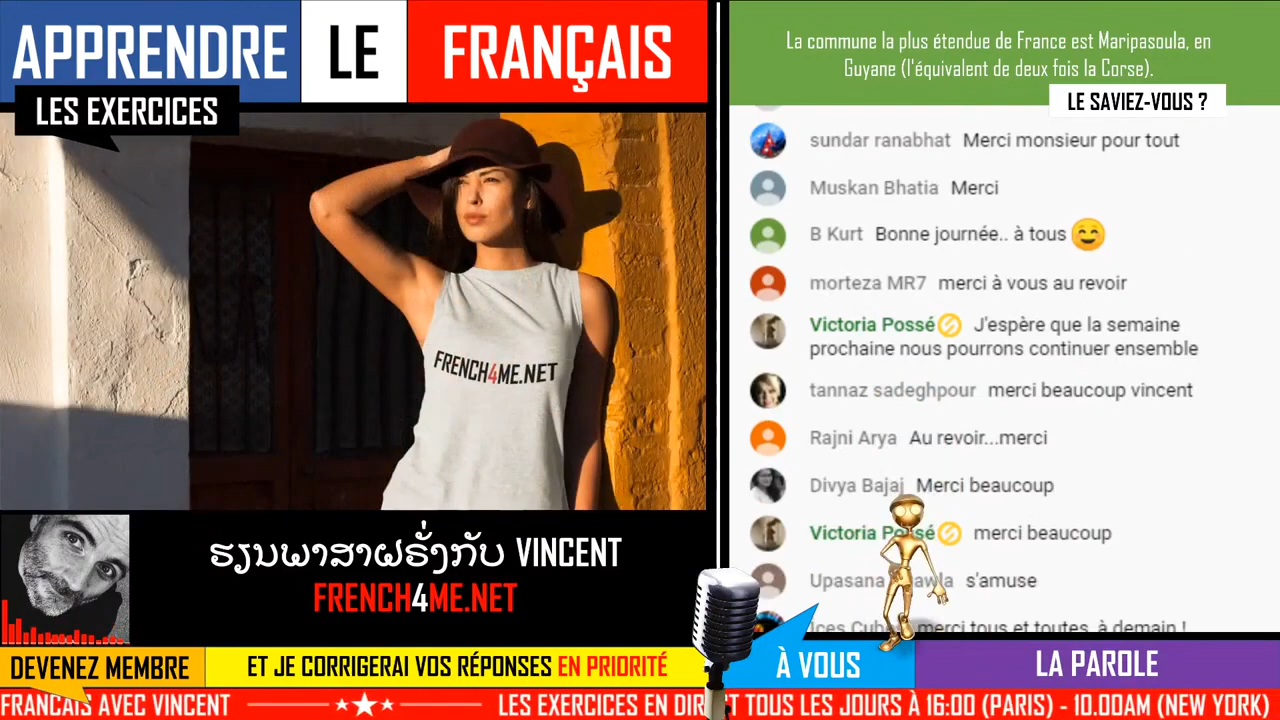 APPRENDRE LE FRANÇAIS
LES EXERCICES
FRENCH4ME.NET
ຮຽນພາສາຝຣັ່ງກັບ VINCENT
FRENCH4ME.NET
La commune la plus étendue de France est Maripasoula, en
Guyane (l'équivalent de deux fois la Corse).
LE SAVIEZ-VOUS ?
sundar ranabhat Merci monsieur pour tout
Muskan Bhatia Merci
B Kurt Bonne journée.. à tous 😊
morteza MR7 merci à vous au revoir
Victoria Possé J'espère que la semaine
prochaine nous pourrons continuer ensemble
tannaz sadeghpour merci beaucoup vincent
Rajni Arya Au revoir...merci
Divya Bajaj Merci beaucoup
Victoria Possé merci beaucoup
Upasana s'amuse
merci tous et toutes, à demain !
DEVENEZ MEMBRE
ET JE CORRIGERAI VOS RÉPONSES EN PRIORITÉ
À VOUS
LA PAROLE
FRANÇAIS AVEC VINCENT
LES EXERCICES EN DIRECT TOUS LES JOURS À 16:00 (PARIS) - 10.00AM (NEW YORK)